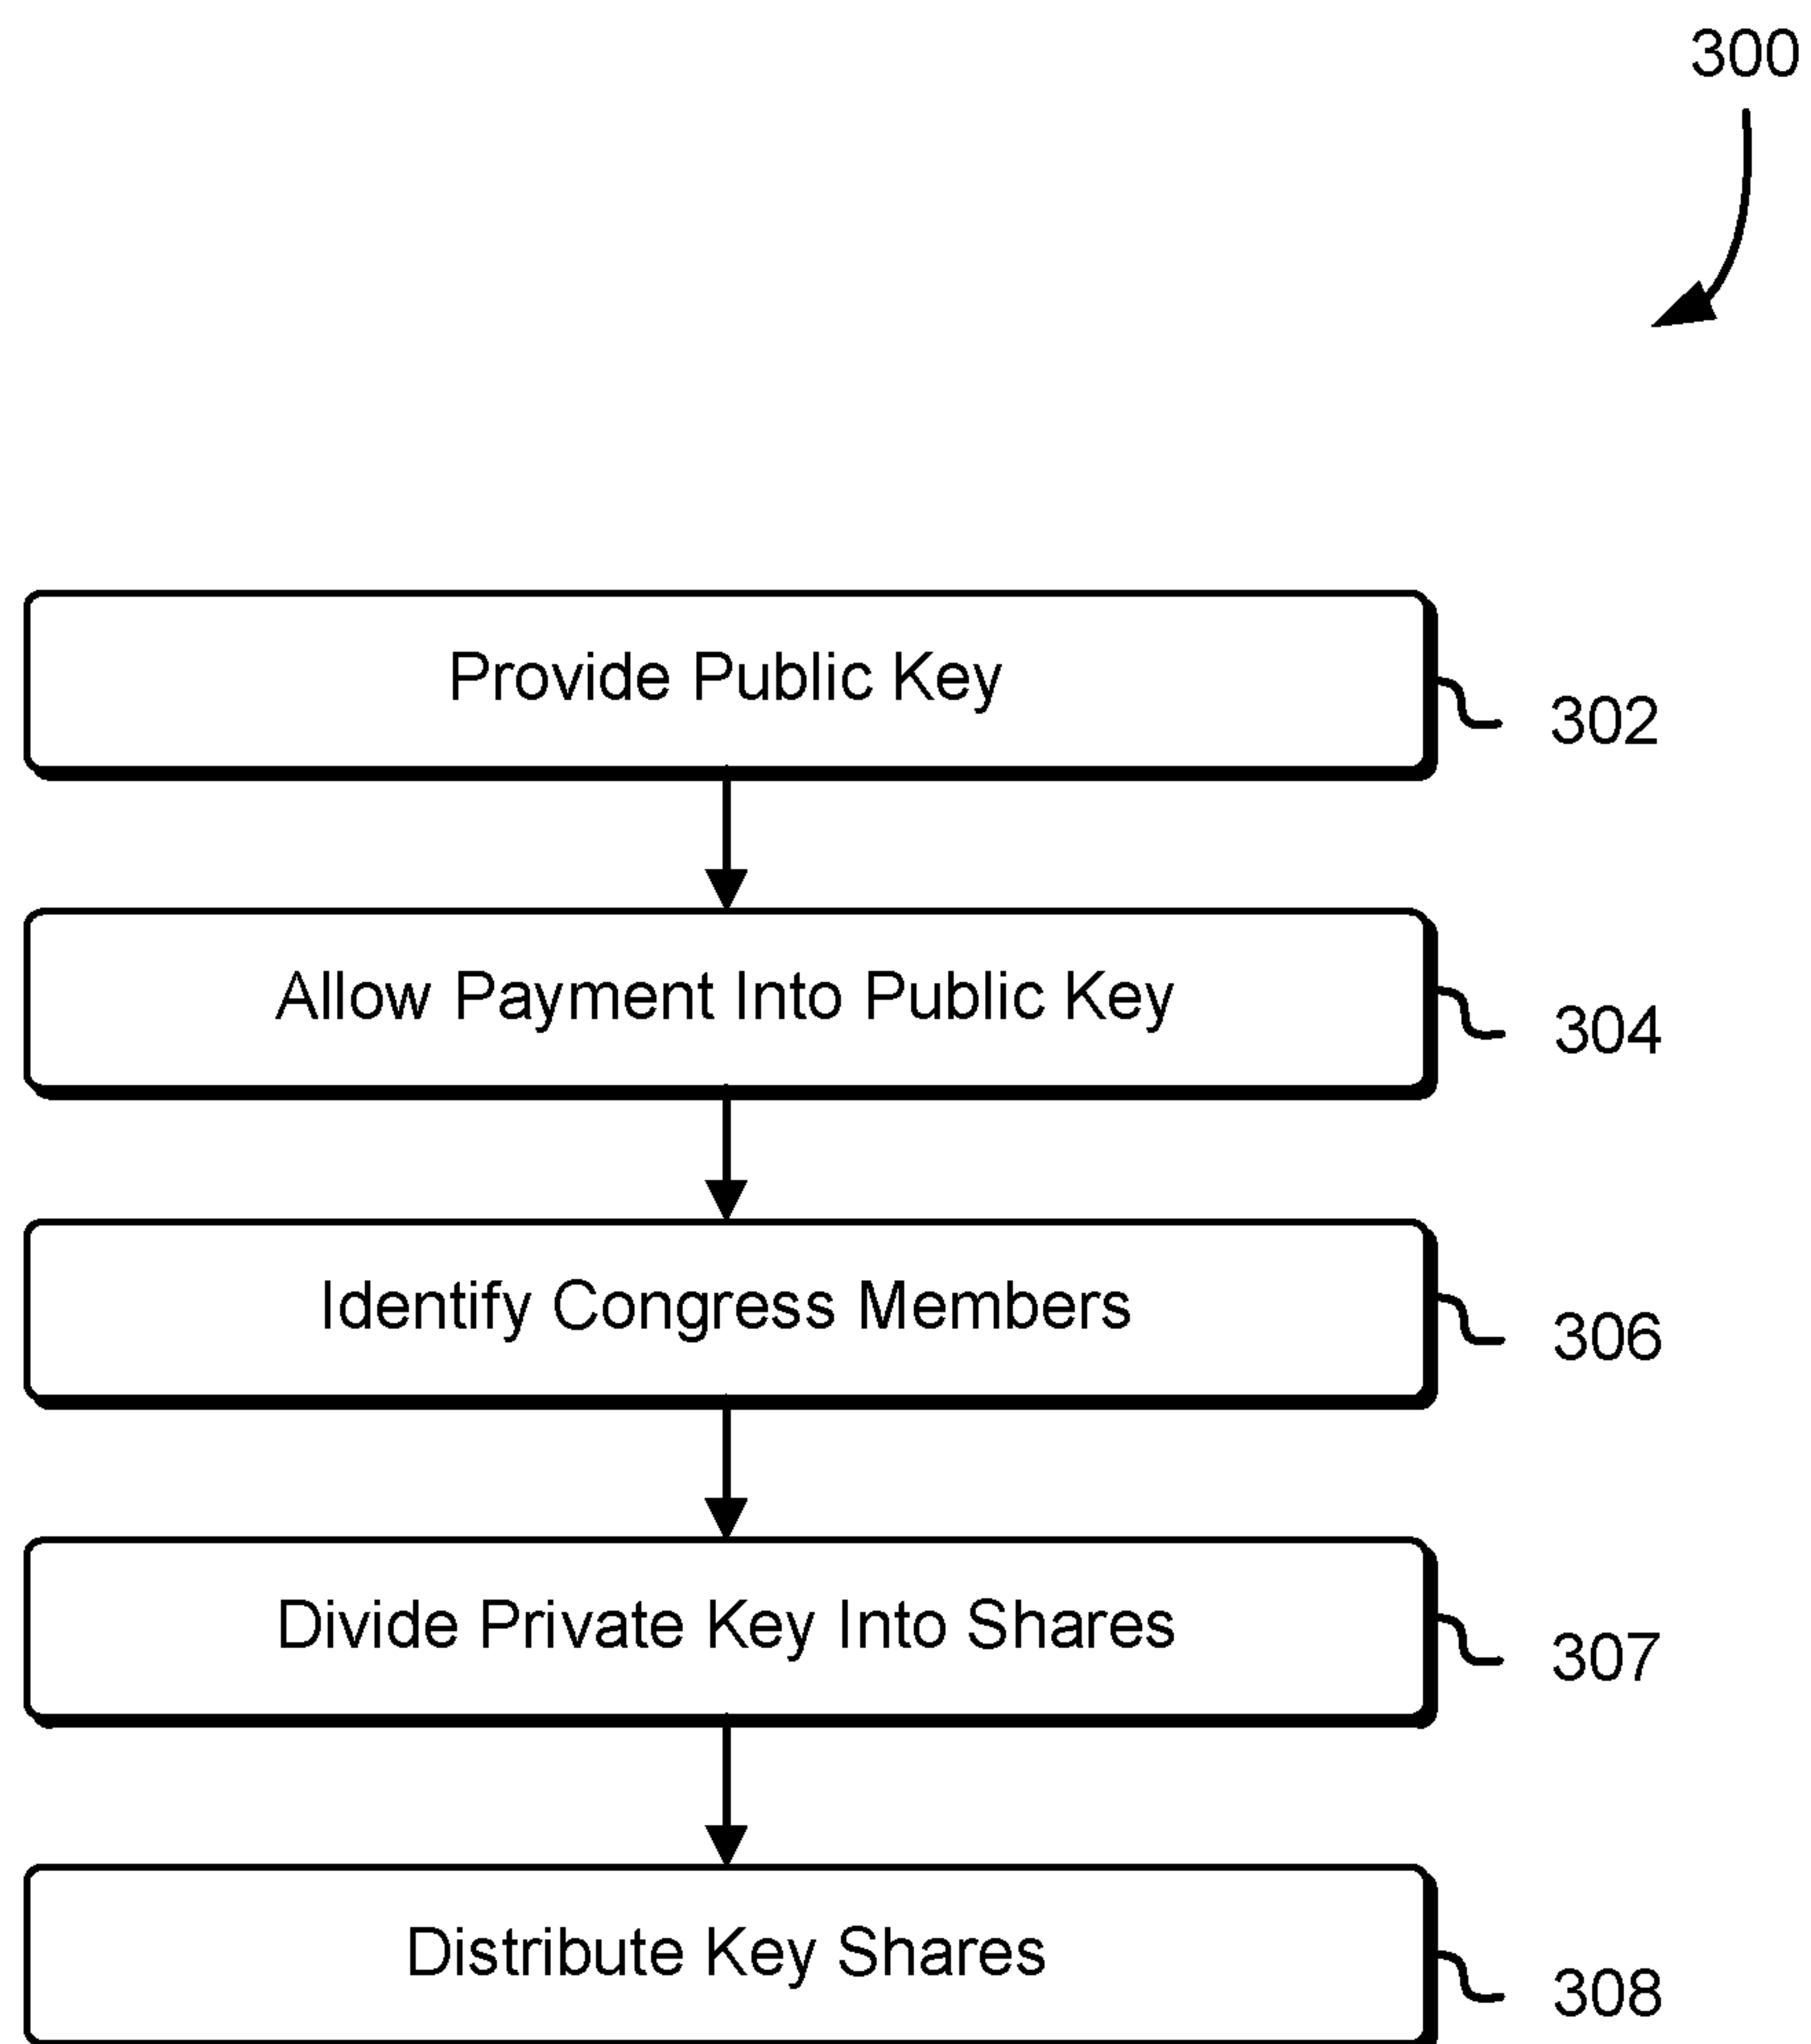 300
Provide Public Key
302
Allow Payment Into Public Key
304
Identify Congress Members
306
Divide Private Key Into Shares
307
Distribute Key Shares
308